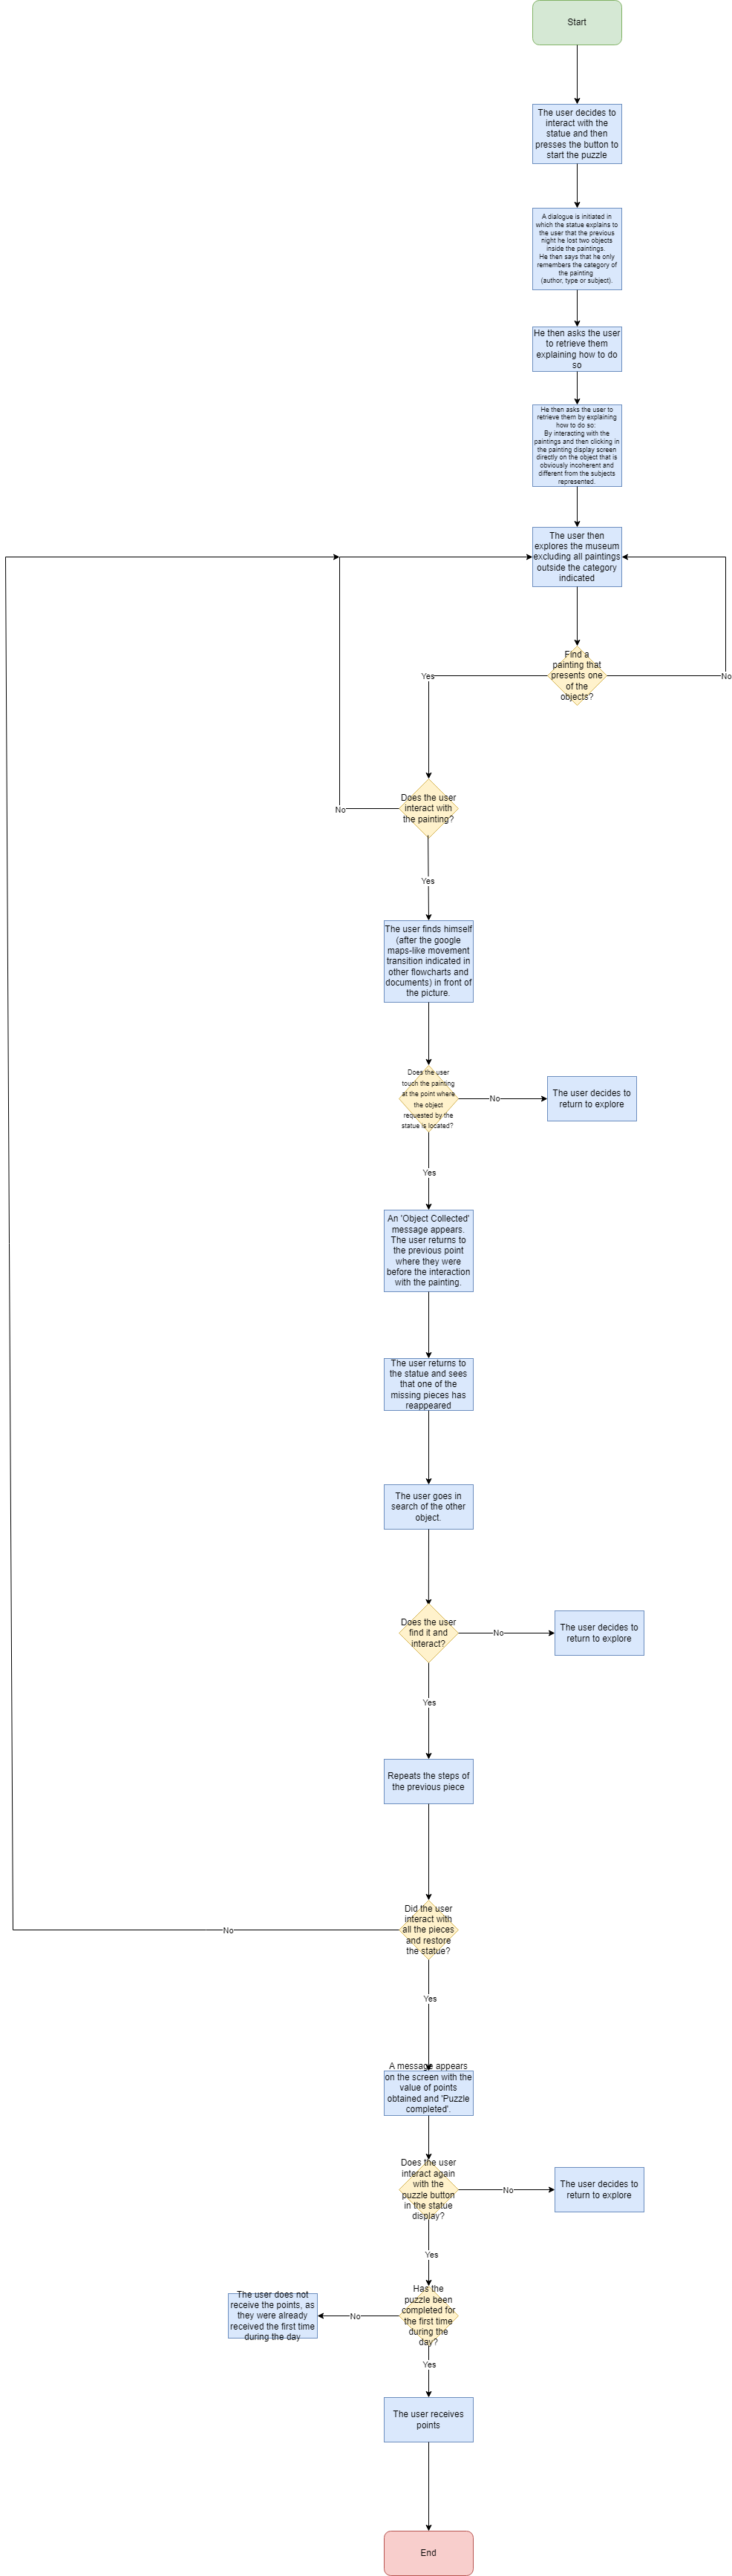 Start
The user decides to
interact with the
statue and then
presses the button to
start the puzzle
A dialogue is initiated in
which the statue explains to
the user that the previous
night he lost two objects
inside the paintings.
He then says that he only
remembers the category of
the painting
(author, type or subject).
He then asks the user
to retrieve them
explaining how to do
so
He then asks the user to
retrieve them by explaining
how to do so:
By interacting with the
paintings and then clicking in
the painting display screen
directly on the object that is
obviously incoherent and
different from the subjects
represented.
The user then
explores the museum
excluding all paintings
outside the category
indicated
Find a
painting that
presents one
of the
objects?
Yes
No
Does the user
interact with
the painting?
No
Yes
The user finds himself
(after the google
maps-like movement
transition indicated in
other flowcharts and
documents) in front of
the picture.
Does the user
touch the painting
at the point where
the object
requested by the
statue is located?
No
The user decides to
return to explore
Yes
An 'Object Collected'
message appears.
The user returns to
the previous point
where they were
before the interaction
with the painting.
The user returns to
the statue and sees
that one of the
missing pieces has
reappeared
The user goes in
search of the other
object.
Does the user
find it and
interact?
No
The user decides to
return to explore
Yes
Repeats the steps of
the previous piece
Did the user
interact with
all the pieces
and restore
the statue?
No
Yes
A message appears
on the screen with the
value of points
obtained and 'Puzzle
completed'.
Does the user
interact again
with the
puzzle button
in the statue
display?
No
The user decides to
return to explore
Yes
Has the
puzzle been
completed for
the first time
during the
day?
No
The user does not
receive the points, as
they were already
received the first time
during the day
Yes
The user receives
points
End